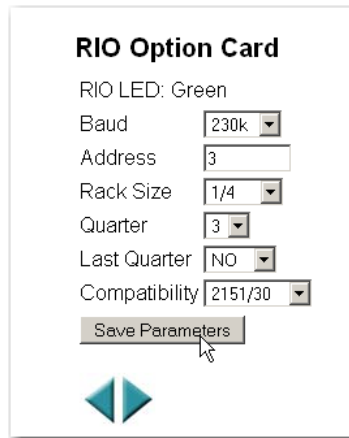 RIO Option Card
RIO LED: Green
Baud 230k
Address 3
Rack Size 1/4
Quarter 3
Last Quarter NO
Compatibility 2151/30
Save Parameters